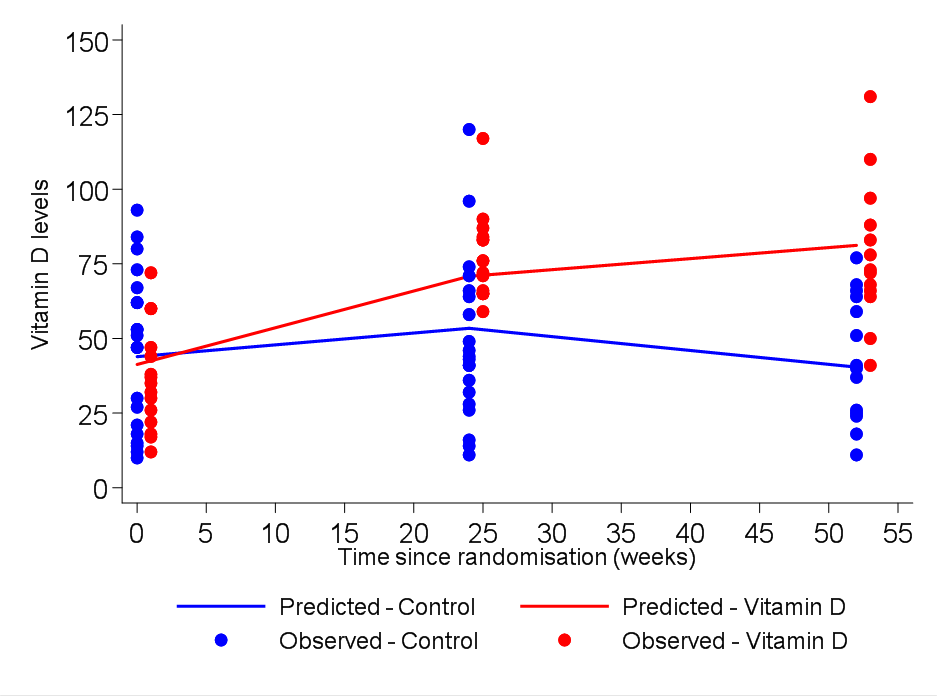 150
125
100
75
50
25
0
Vitamin D levels
0 5 10 15 20 25 30 35 40 45 50 55
Time since randomisation (weeks)
Predicted - Control Predicted - Vitamin D
Observed - Control Observed - Vitamin D